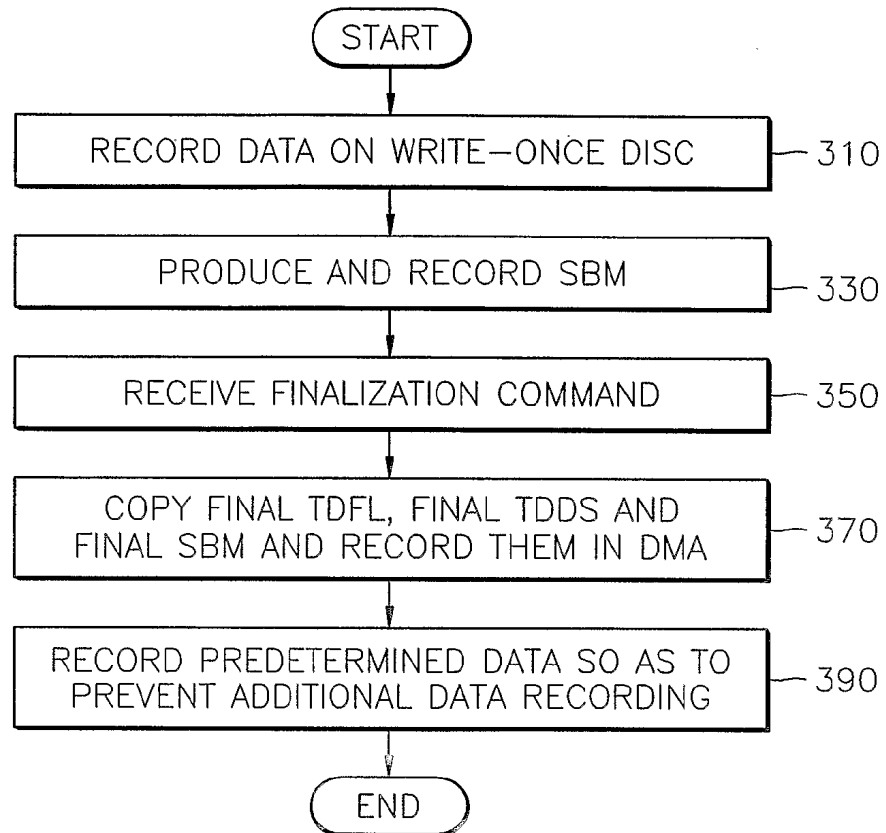 START
RECORD DATA ON WRITE-ONCE DISC
310
PRODUCE AND RECORD SBM
330
RECEIVE FINALIZATION COMMAND
350
COPY FINAL TDFL, FINAL TDDS AND
FINAL SBM AND RECORD THEM IN DMA
370
RECORD PREDETERMINED DATA SO AS TO
PREVENT ADDITIONAL DATA RECORDING
390
END